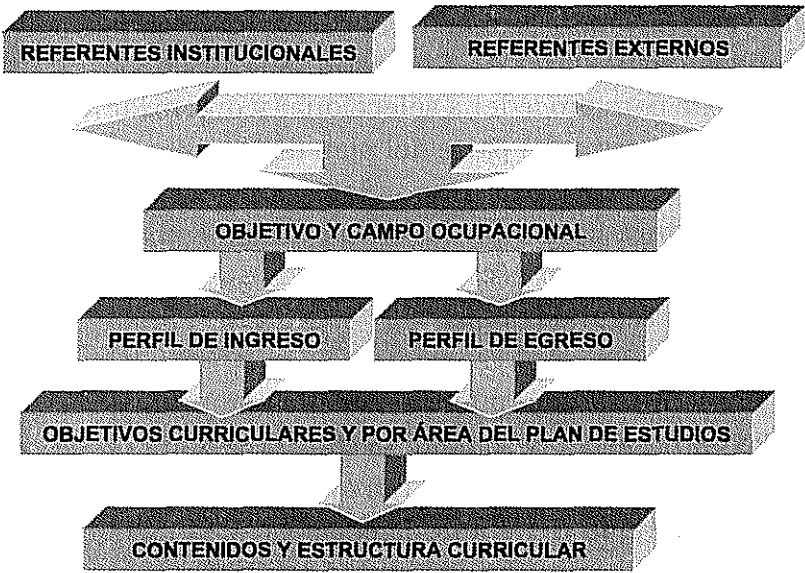 REFERENTES INSTITUCIONALES
REFERENTES EXTERNOS
OBJETIVO Y CAMPO OCUPACIONAL
PERFIL DE INGRESO
PERFIL DE EGRESO
OBJETIVOS CURRICULARES Y POR ÁREA DEL PLAN DE ESTUDIOS
CONTENIDOS Y ESTRUCTURA CURRICULAR